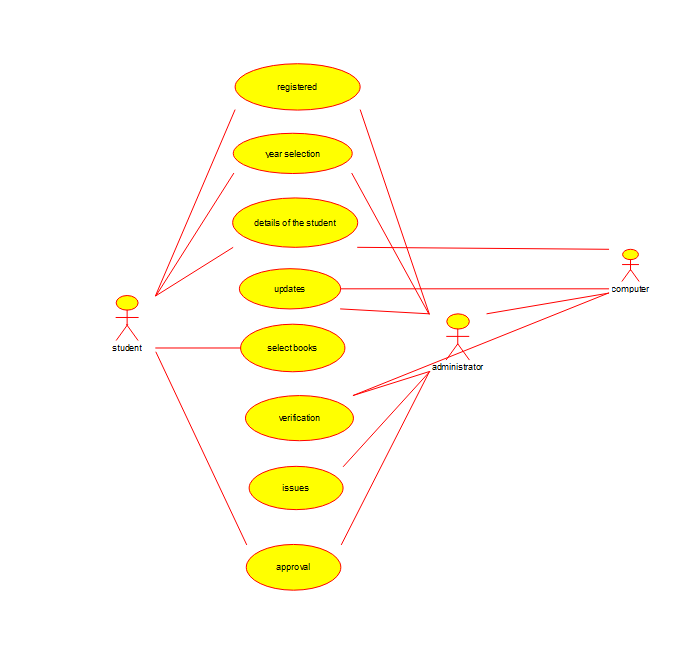 registered
year selection
details of the student
updates
computer
student
select books
administrator
verification
issues
approval